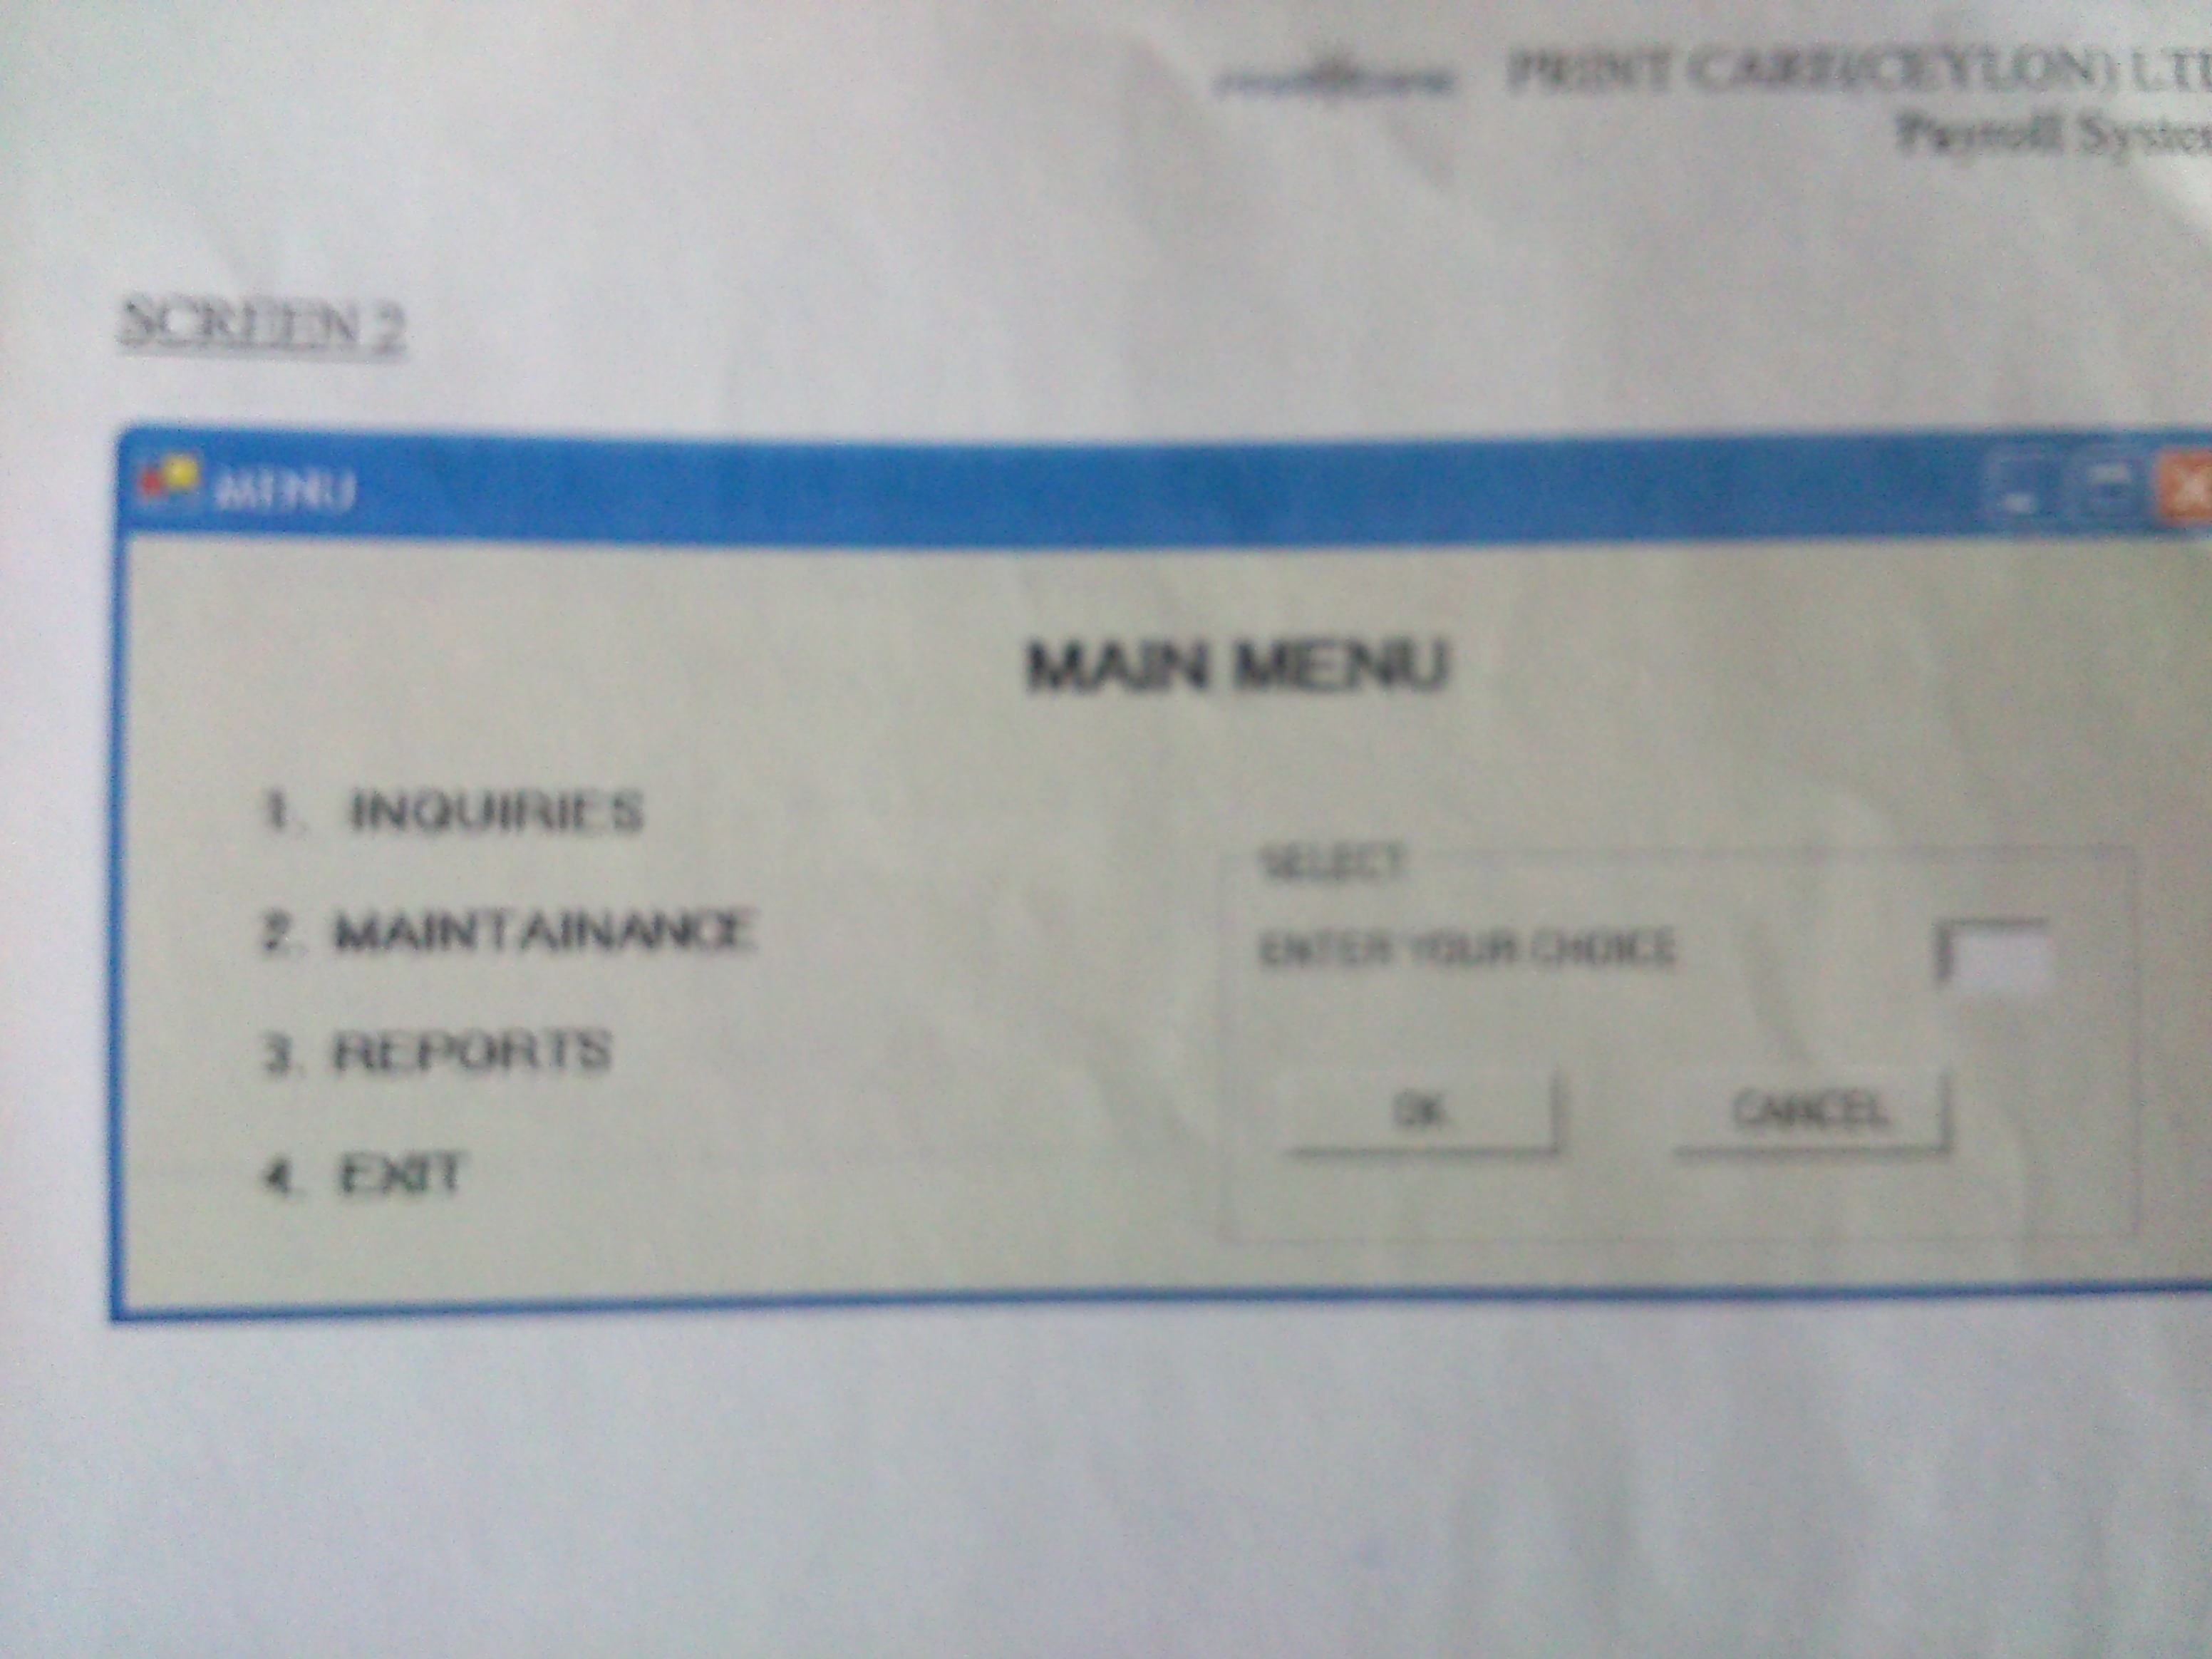 PRINT CARE(CEYLON) LT
Payroll System
SCREEN 2
MENU
MAIN MENU
1. INQUIRIES
2. MAINTAINANCE
3. REPORTS
4. EXIT
SELECT
ENTER YOUR CHOICE
OK
CANCEL